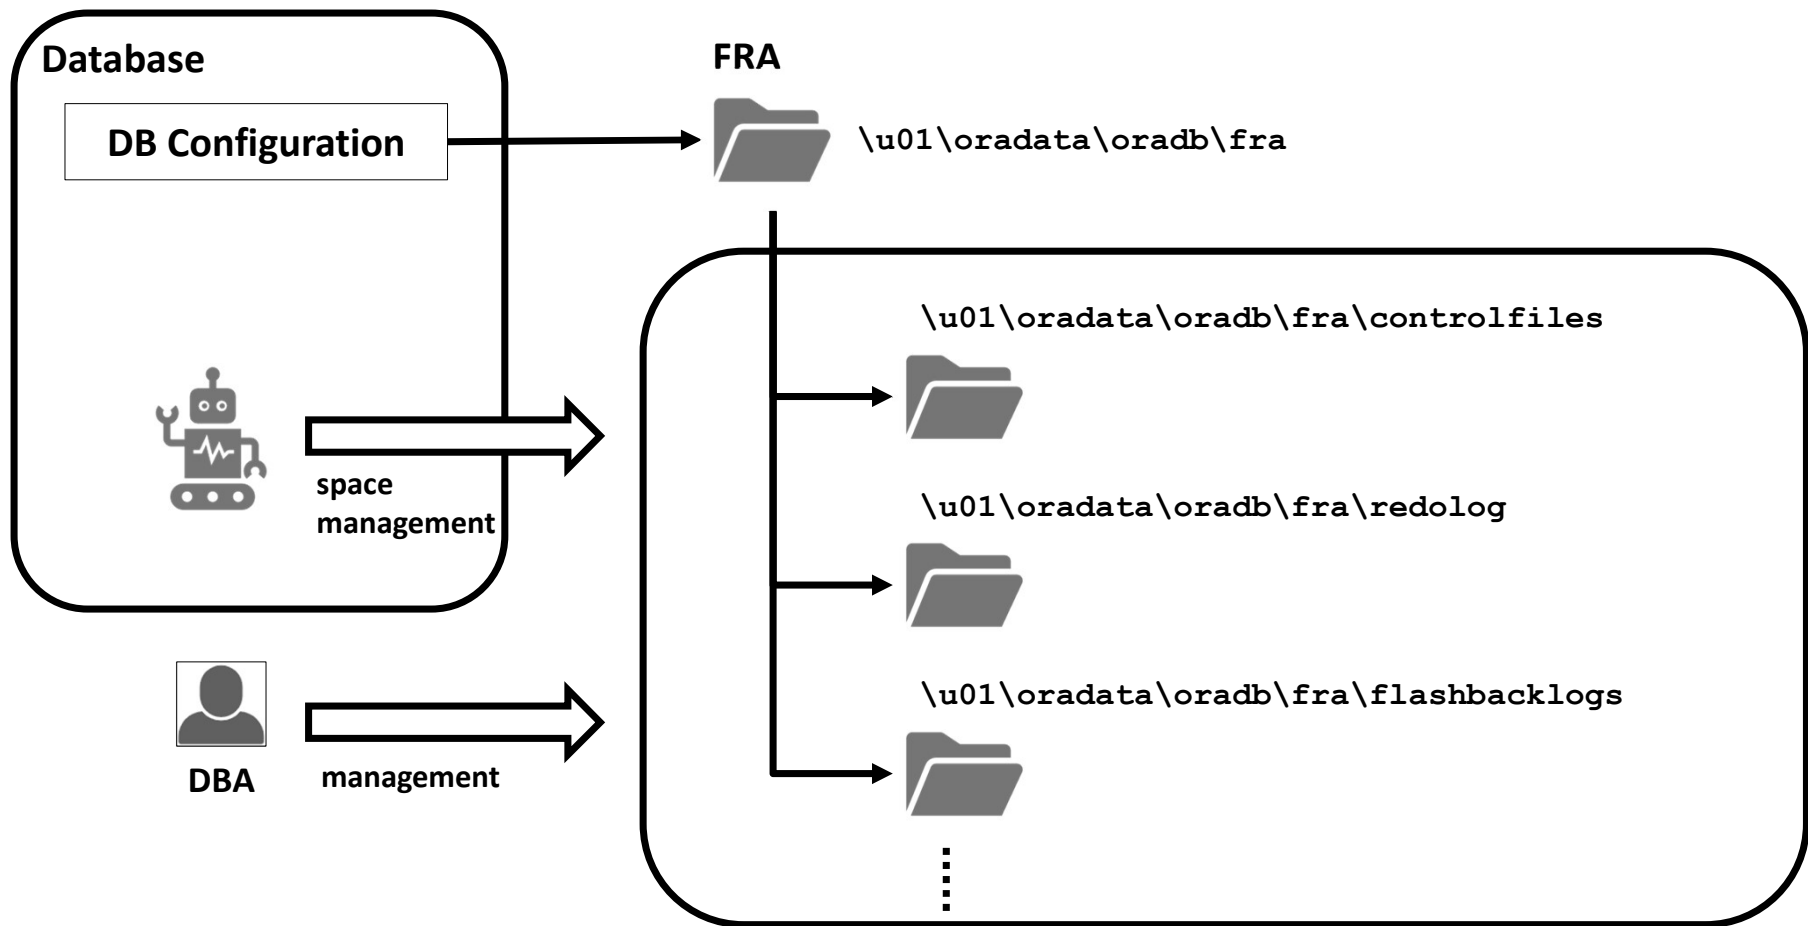 Database
FRA
DB Configuration
\u01\oradata\oradb\fra
\u01\oradata\oradb\fra\controlfiles
space
management
\u01\oradata\oradb\fra\redolog
\u01\oradata\oradb\fra\flashbacklogs
DBA
management